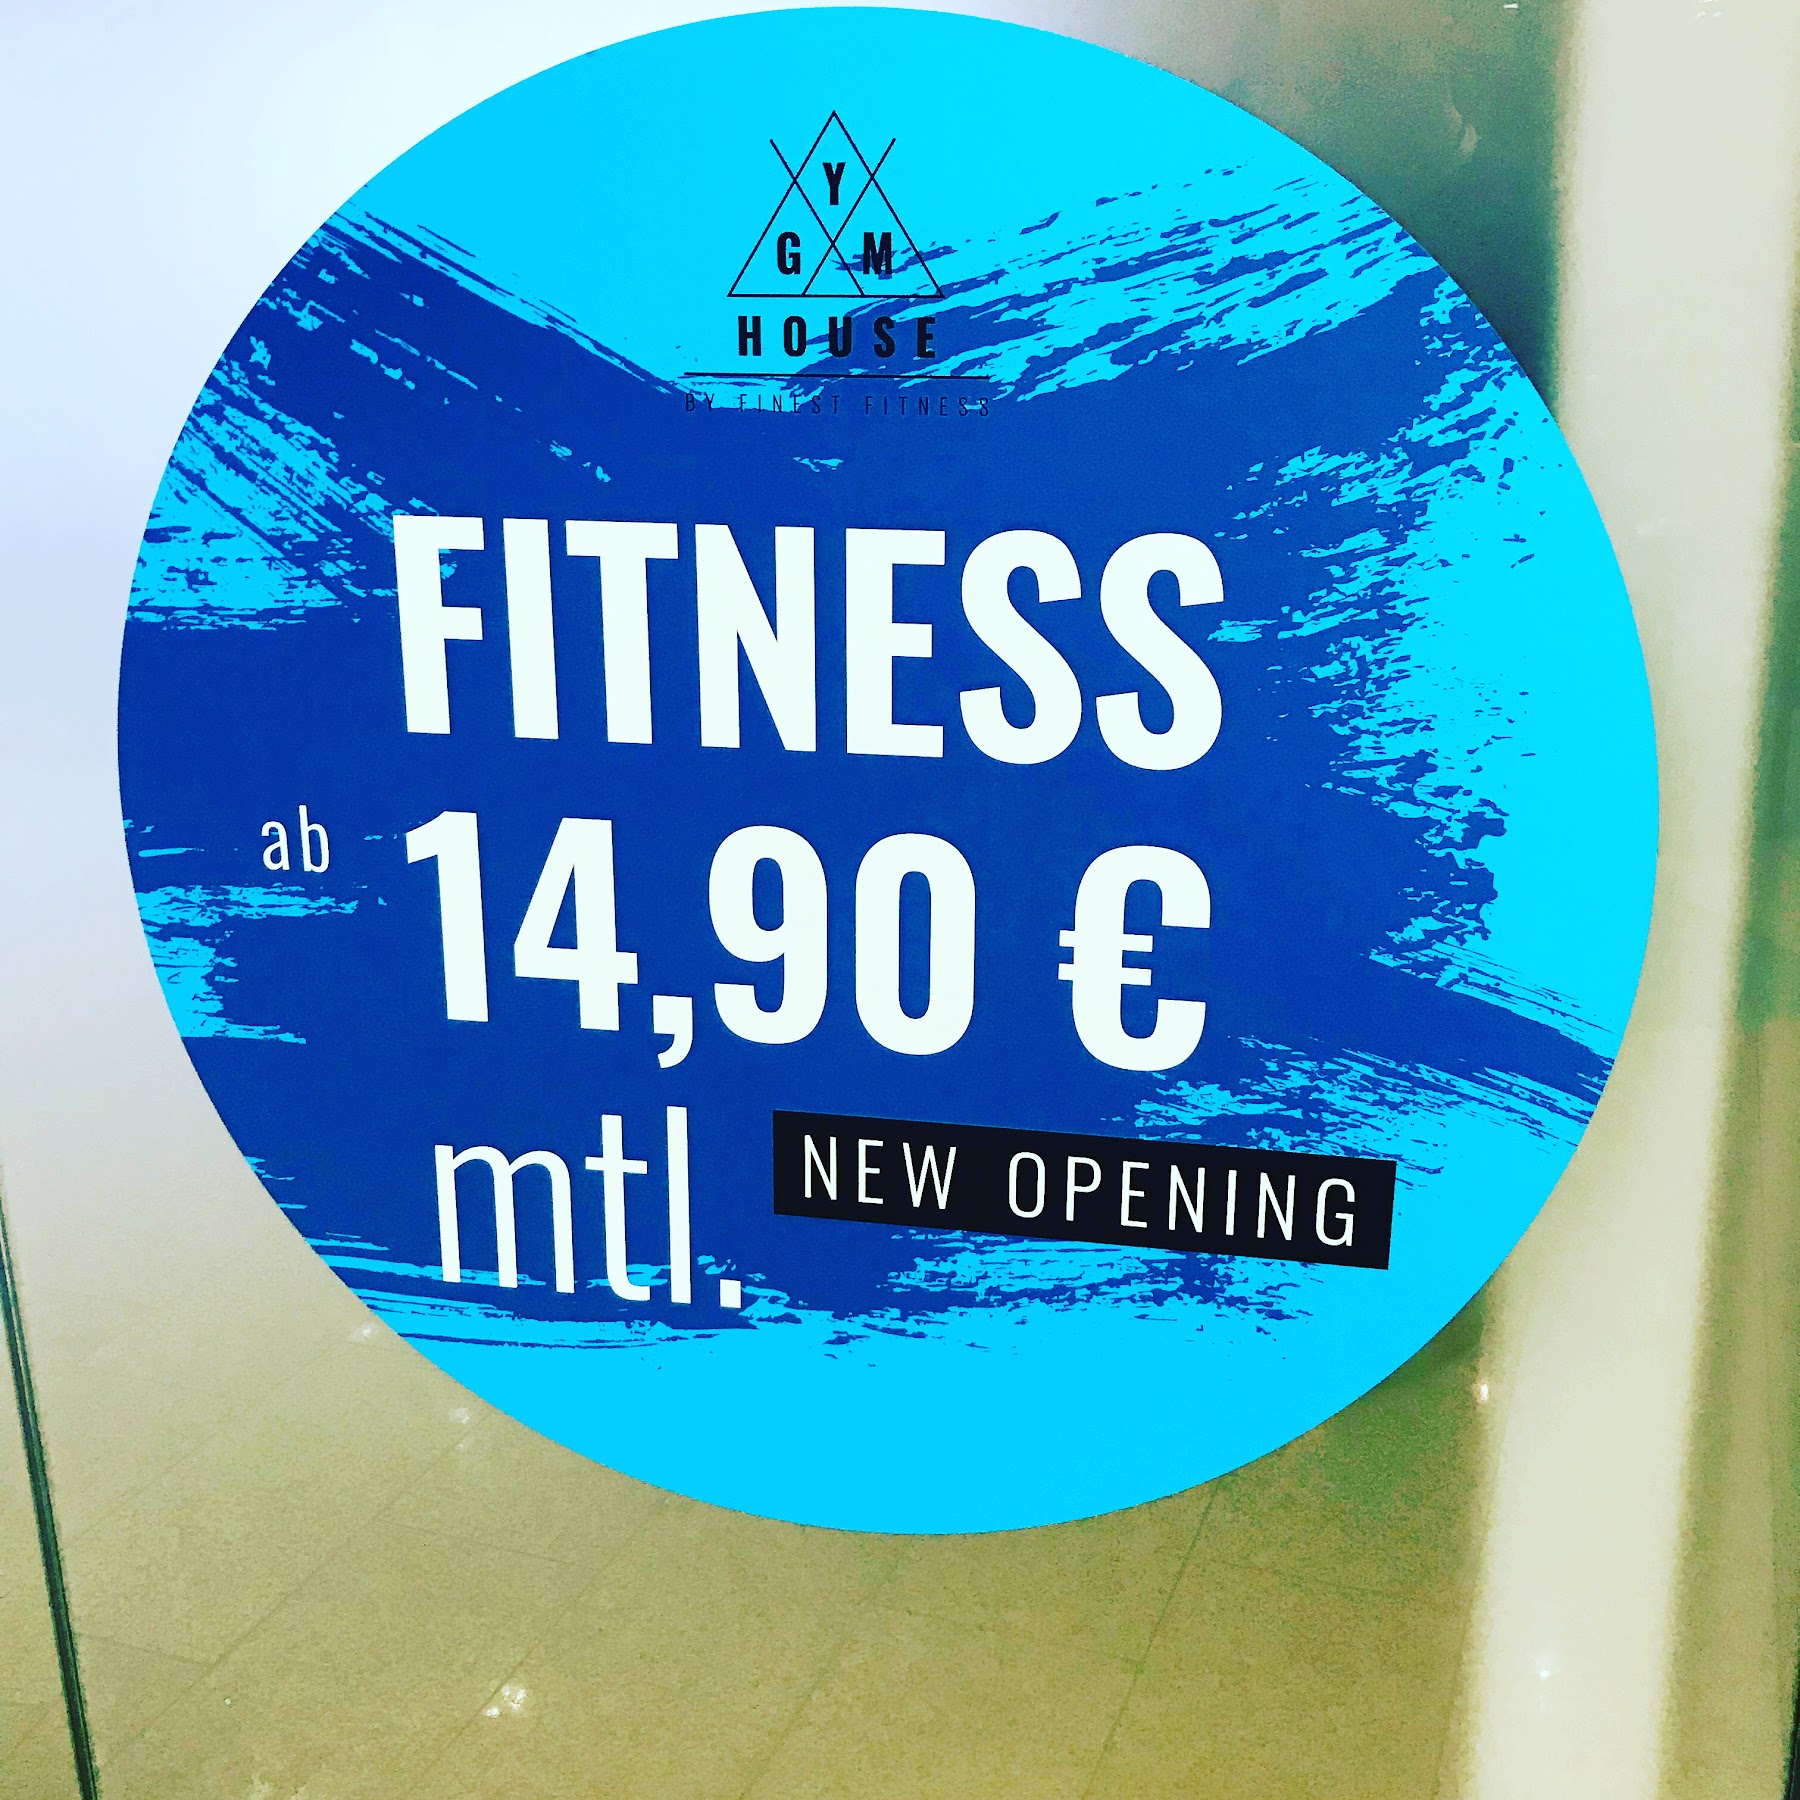 Y
G M
HOUSE
BY FINEST FITNESS
FITNESS
ab 14,90 €
mtl.
NEW OPENING